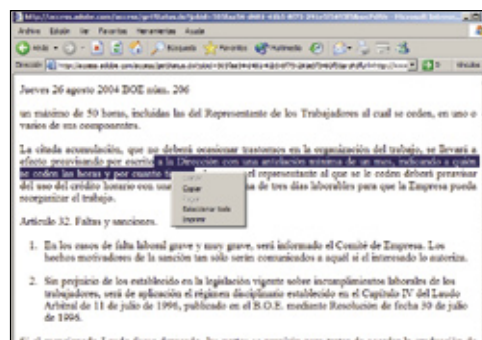 Archivo Edición Ver Favoritos Herramientas Ayuda
Atrás Búsqueda Favoritos Multimedia
Dirección Ir Vínculos
Jueves 26 agosto 2004 BOE núm. 206
un máximo de 50 horas, incluidas las del Representante de los Trabajadores al cual se ceden, en uno o
varios de sus componentes.
La citada acumulación, que no deberá ocasionar trastornos en la organización del trabajo, se llevará a
efecto preavisando por escrito a la Dirección con una antelación mínima de un mes, indicando a quién
se ceden las horas y por cuanto el representante al que se le ceden deberá preavisar
del uso del crédito horario con una de tres días laborables para que la Empresa pueda
reorganizar el trabajo.
Copiar
Pegar
Seleccionar todo
Imprimir
Artículo 32. Faltas y sanciones.
1. En los casos de falta laboral grave y muy grave, será informado el Comité de Empresa. Los
hechos motivadores de la sanción tan sólo serán comunicados a aquél si el interesado lo autoriza.
2. Sin perjuicio de los establecido en la legislación vigente sobre incumplimientos laborales de los
trabajadores, será de aplicación el régimen disciplinario establecido en el Capítulo IV del Laudo
Arbitral de 11 de julio de 1996, publicado en el B.O.E. mediante Resolución de fecha 30 de julio
de 1996.